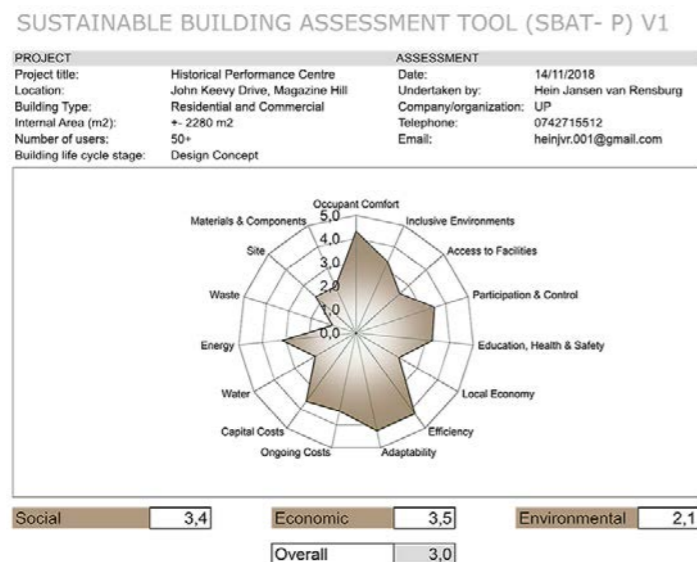 SUSTAINABLE BUILDING ASSESSMENT TOOL (SBAT- P) V1
PROJECT ASSESSMENT
Project title: Historical Performance Centre Date: 14/11/2018
Location: John Keevy Drive, Magazine Hill Undertaken by: Hein Jansen van Rensburg
Building Type: Residential and Commercial Company/organization: UP
Internal Area (m2): +- 2280 m2 Telephone: 0742715512
Number of users: 50+ Email: heinjvr.001@gmail.com
Building life cycle stage: Design Concept
Occupant Comfort
5,0
Materials & Components Inclusive Environments
4,0
Site Access to Facilities
3,0
Waste Participation & Control
2,0
1,0
0,0
Energy Education, Health & Safety
Water Local Economy
Capital Costs Efficiency
Ongoing Costs Adaptability
Social 3,4 Economic 3,5 Environmental 2,1
Overall 3,0